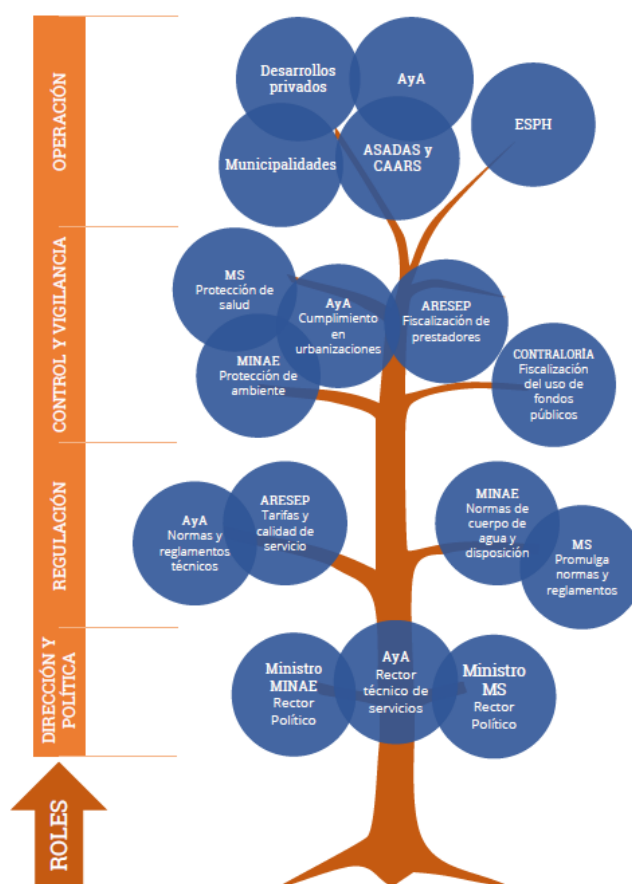 OPERACIÓN
Desarrollos
privados
AyA
ESPH
Municipalidades
ASADAS y
CAARS
CONTROL Y VIGILANCIA
MS
Protección de
salud
AyA
Cumplimiento
en
urbanizaciones
ARESEP
Fiscalización de
prestadores
MINAE
Protección de
ambiente
CONTRALORÍA
Fiscalización
del uso de
fondos
públicos
REGULACIÓN
AyA
Normas y
reglamentos
técnicos
ARESEP
Tarifas y
calidad de
servicio
MINAE
Normas de
cuerpo de
agua y
disposición
MS
Promulga
normas y
reglamentos
DIRECCIÓN Y
POLÍTICA
Ministro
MINAE
Rector
Político
AyA
Rector
técnico de
servicios
Ministro
MS
Rector
Político
ROLES